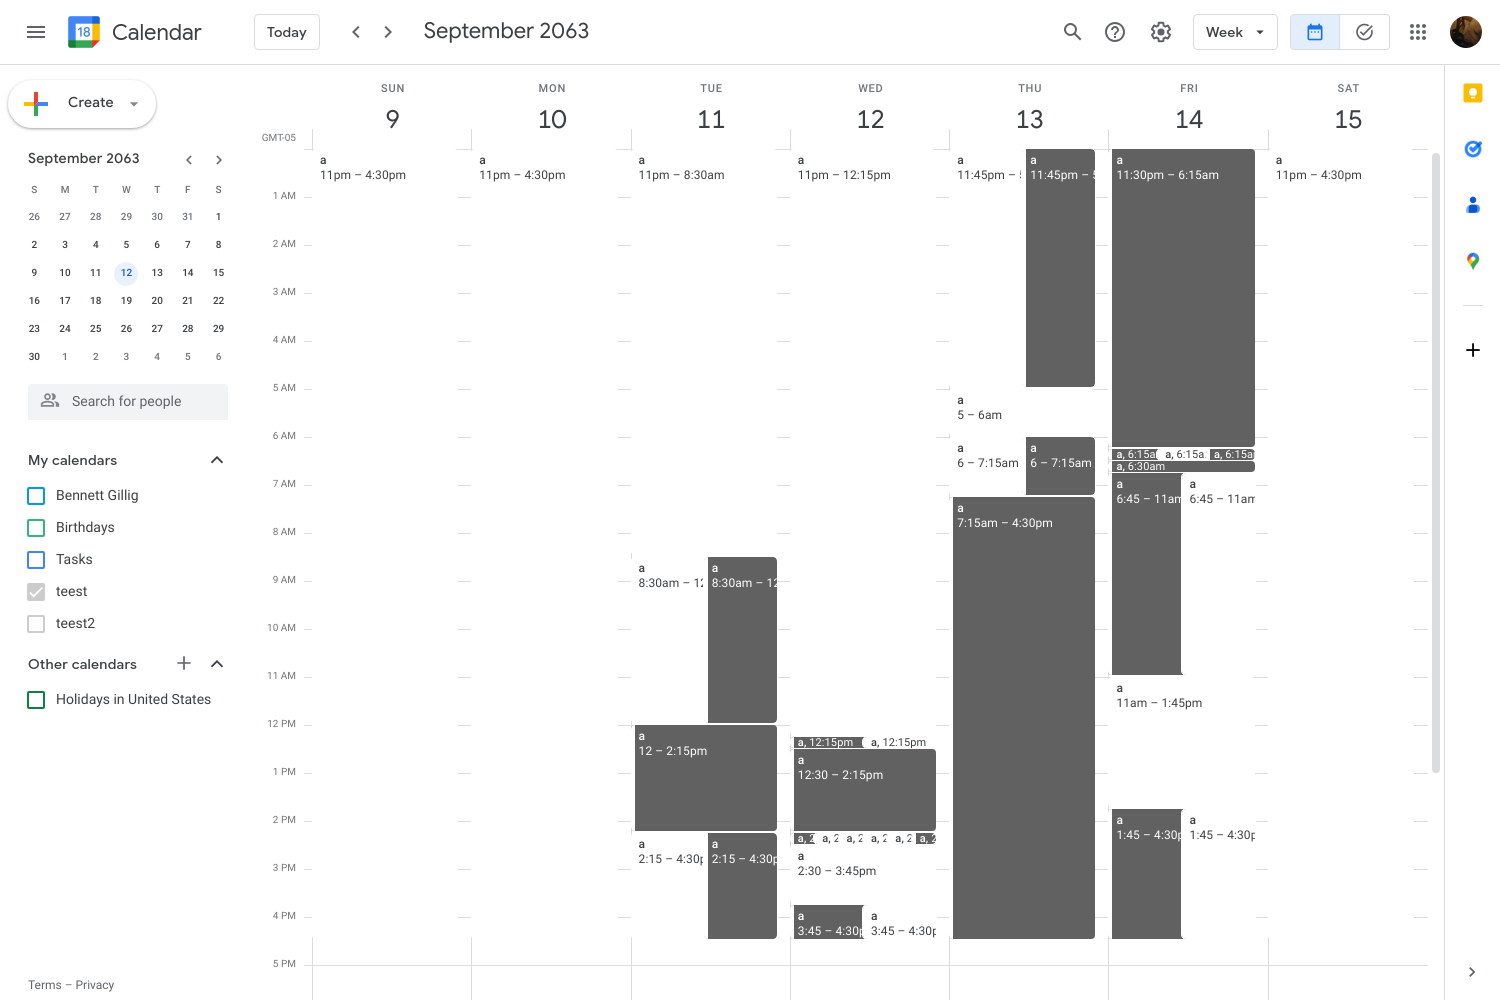 18 Calendar
Today
September 2063
Week
Create
September 2063
S M T W T F S
26 27 28 29 30 31 1
2 3 4 5 6 7 8
9 10 11 12 13 14 15
16 17 18 19 20 21 22
23 24 25 26 27 28 29
30 1 2 3 4 5 6
Search for people
My calendars
Bennett Gillig
Birthdays
Tasks
teest
teest2
Other calendars
Holidays in United States
Terms – Privacy
SUN MON TUE WED THU FRI SAT
9 10 11 12 13 14 15
GMT-05
1 AM
2 AM
3 AM
4 AM
5 AM
6 AM
7 AM
8 AM
9 AM
10 AM
11 AM
12 PM
1 PM
2 PM
3 PM
4 PM
5 PM
a
11pm – 4:30pm
a
11pm – 4:30pm
a
11pm – 8:30am
a
8:30am – 12
a
8:30am – 12
a
12 – 2:15pm
a
2:15 – 4:30p
a
2:15 – 4:30p
a
11pm – 12:15pm
a, 12:15pm
a, 12:15pm
a
12:30 – 2:15pm
a, 2
a, 2
a, 2
a, 2
a, 2
a, 2
a
2:30 – 3:45pm
a
3:45 – 4:30p
a
3:45 – 4:30p
a
11:45pm – 5
a
11:45pm – 5
a
5 – 6am
a
6 – 7:15am
a
6 – 7:15am
a
7:15am – 4:30pm
a
11:30pm – 6:15am
a, 6:15a
a, 6:15a
a, 6:15a
a, 6:30am
a
6:45 – 11am
a
6:45 – 11am
a
11am – 1:45pm
a
1:45 – 4:30p
a
1:45 – 4:30p
a
11pm – 4:30pm